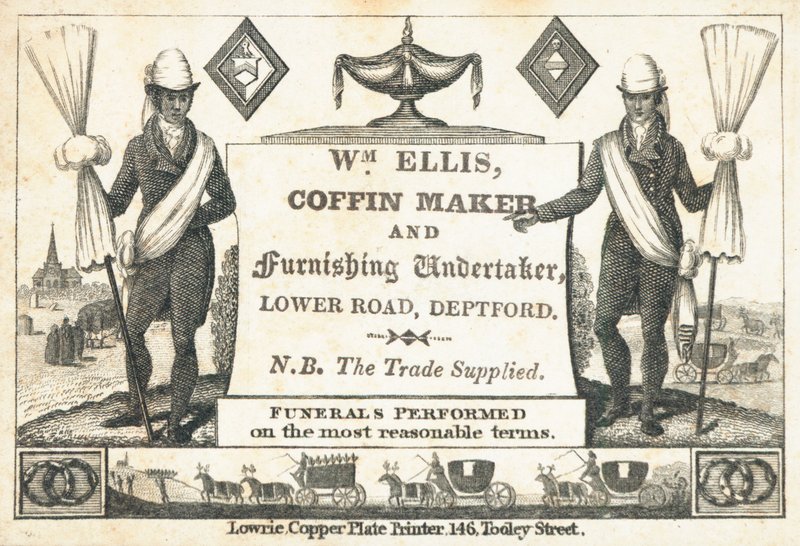 WM. ELLIS,
COFFIN MAKER
AND
Furnishing Undertaker,
LOWER ROAD, DEPTFORD.
N.B. The Trade Supplied.
FUNERALS PERFORMED
on the most reasonable terms.
Lowrie, Copper Plate Printer, 146, Tooley Street.